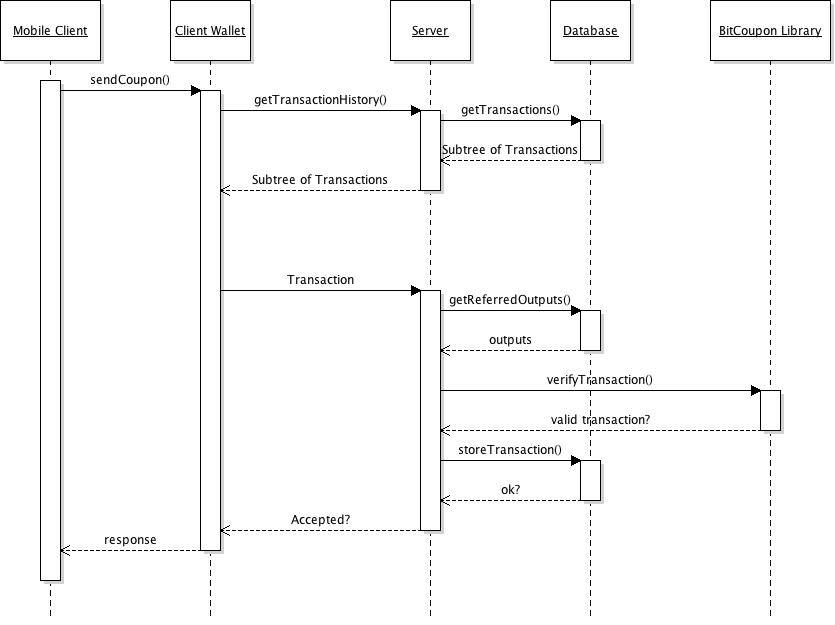 Mobile Client
Client Wallet
Server
Database
BitCoupon Library
sendCoupon()
getTransactionHistory()
getTransactions()
Subtree of Transactions
Subtree of Transactions
Transaction
getReferredOutputs()
outputs
verifyTransaction()
valid transaction?
storeTransaction()
ok?
Accepted?
response